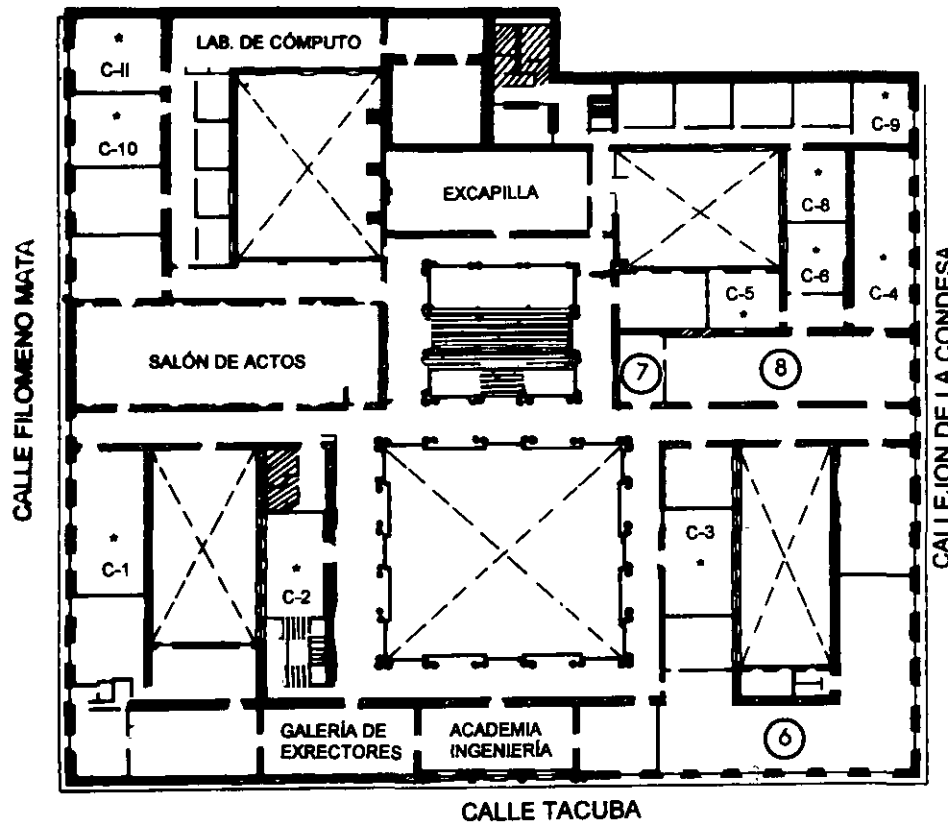 LAB. DE CÓMPUTO
* C-11
* C-10
* C-9
EXCAPILLA
* C-8
* C-6
C-5 *
* C-4
SALÓN DE ACTOS
7
8
CALLE FILOMENO MATA
CALLEJON DE LA CONDESA
* C-1
* C-2
C-3 *
GALERÍA DE
EXRECTORES
ACADEMIA
INGENIERÍA
6
CALLE TACUBA